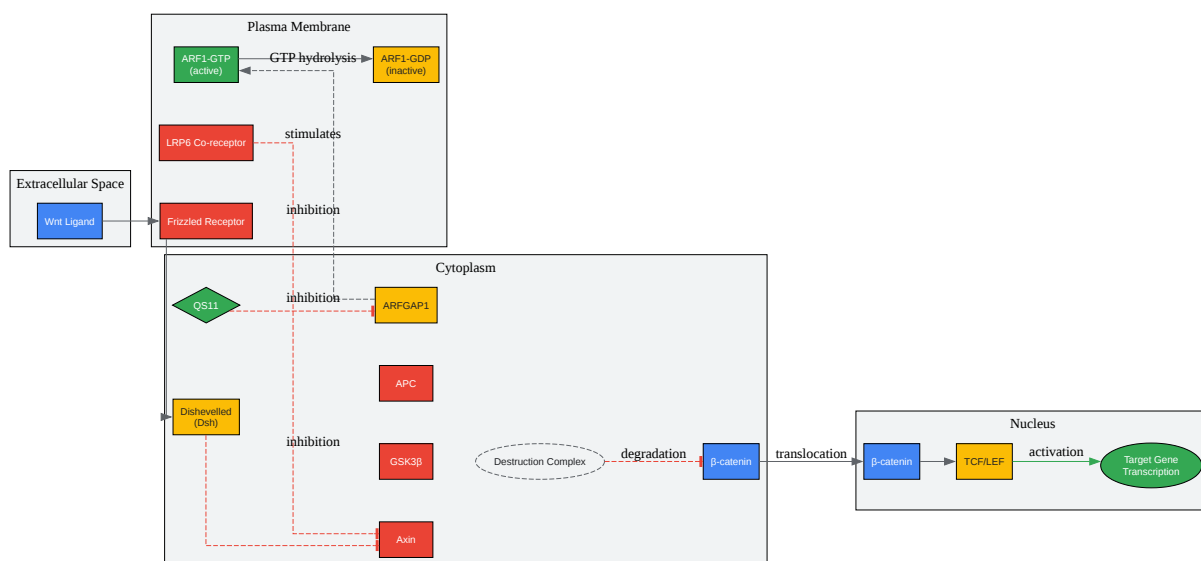 Plasma Membrane
ARF1-GTP
(active)
GTP hydrolysis
ARF1-GDP
(inactive)
LRP6 Co-receptor
stimulates
Extracellular Space
Wnt Ligand
Frizzled Receptor
inhibition
Cytoplasm
QS11
inhibition
ARFGAP1
APC
Dishevelled
(Dsh)
inhibition
GSK3β
Destruction Complex
degradation
β-catenin
translocation
Nucleus
β-catenin
TCF/LEF
activation
Target Gene
Transcription
Axin